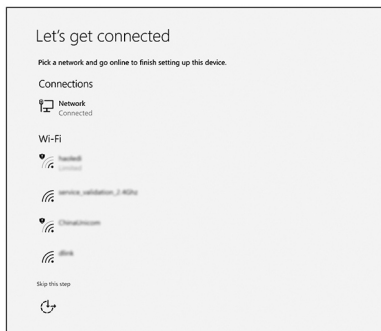 Let's get connected
Pick a network and go online to finish setting up this device.
Connections
Network
Connected
Wi-Fi
Limited
service_validation_2.4Ghz
ChinaUnicom
dlink
Skip this step